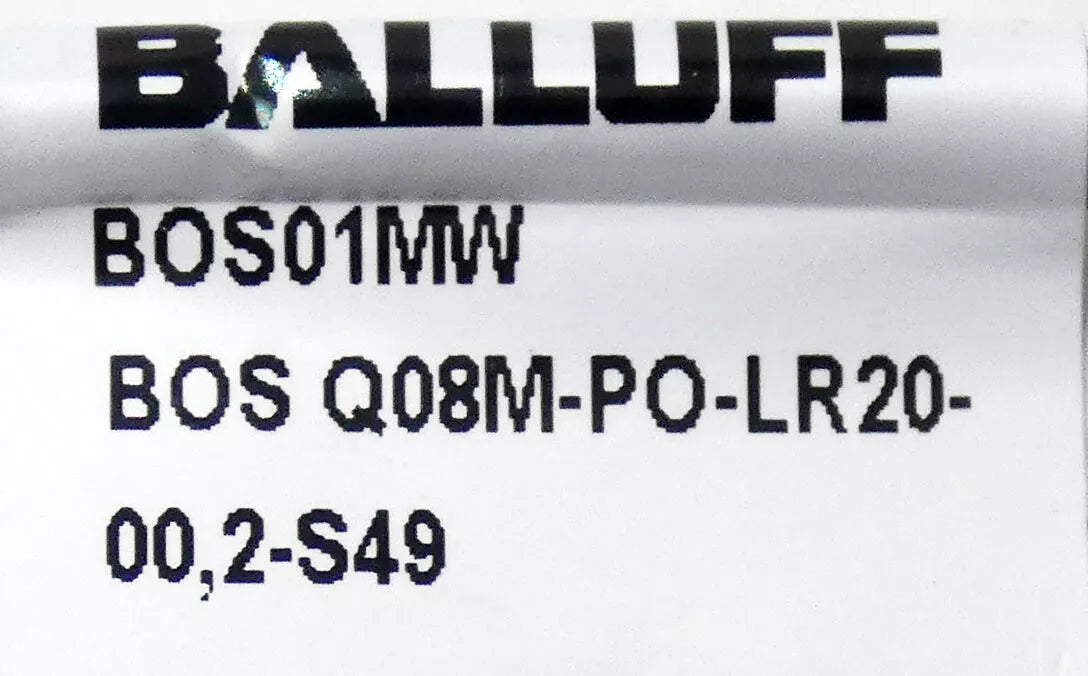 BALLUFF
BOS01MW
BOS Q08M-PO-LR20-
00,2-S49